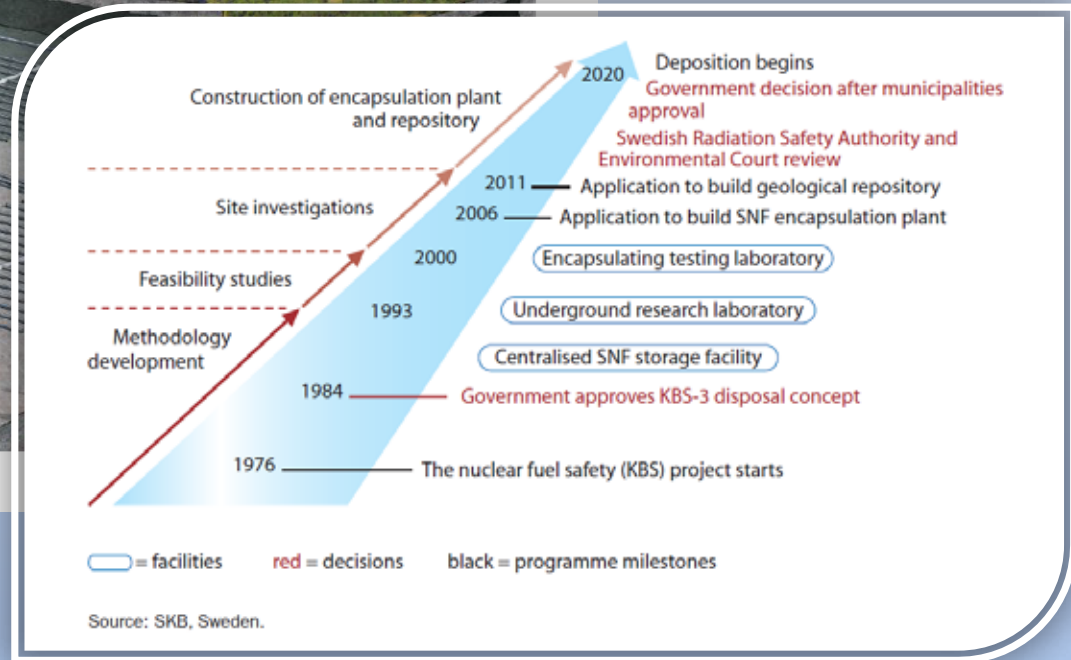 2020
Deposition begins
Government decision after municipalities
approval
Construction of encapsulation plant
and repository
Swedish Radiation Safety Authority and
Environmental Court review
2011
Application to build geological repository
Site investigations
2006
Application to build SNF encapsulation plant
2000
Encapsulating testing laboratory
Feasibility studies
1993
Underground research laboratory
Methodology
development
Centralised SNF storage facility
1984
Government approves KBS-3 disposal concept
1976
The nuclear fuel safety (KBS) project starts
= facilities
red = decisions
black = programme milestones
Source: SKB, Sweden.